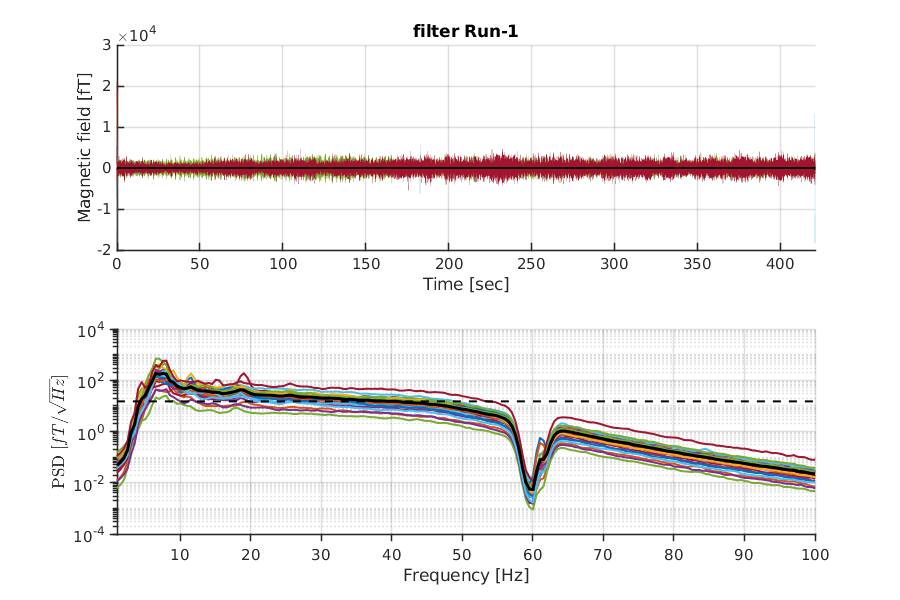 filter Run-1
×10^4
3
2
1
0
-1
-2
Magnetic field [fT]
0 50 100 150 200 250 300 350 400
Time [sec]
10^4
10^2
10^0
10^-2
10^-4
PSD [fT/√Hz]
10 20 30 40 50 60 70 80 90 100
Frequency [Hz]